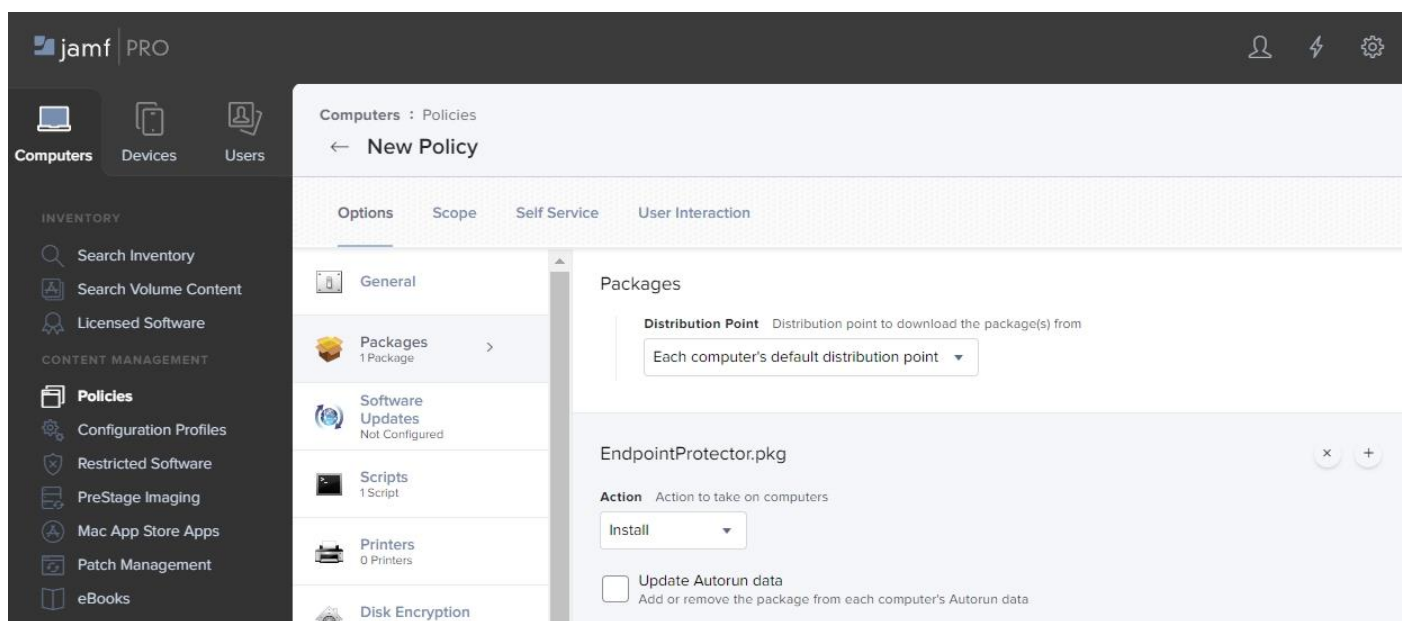 jamf PRO
Computers
Devices
Users
INVENTORY
Search Inventory
Search Volume Content
Licensed Software
CONTENT MANAGEMENT
Policies
Configuration Profiles
Restricted Software
PreStage Imaging
Mac App Store Apps
Patch Management
eBooks
Computers : Policies
← New Policy
Options
Scope
Self Service
User Interaction
General
Packages
1 Package
Software
Updates
Not Configured
Scripts
1 Script
Printers
0 Printers
Disk Encryption
Packages
Distribution Point Distribution point to download the package(s) from
Each computer's default distribution point
EndpointProtector.pkg
Action Action to take on computers
Install
Update Autorun data
Add or remove the package from each computer's Autorun data